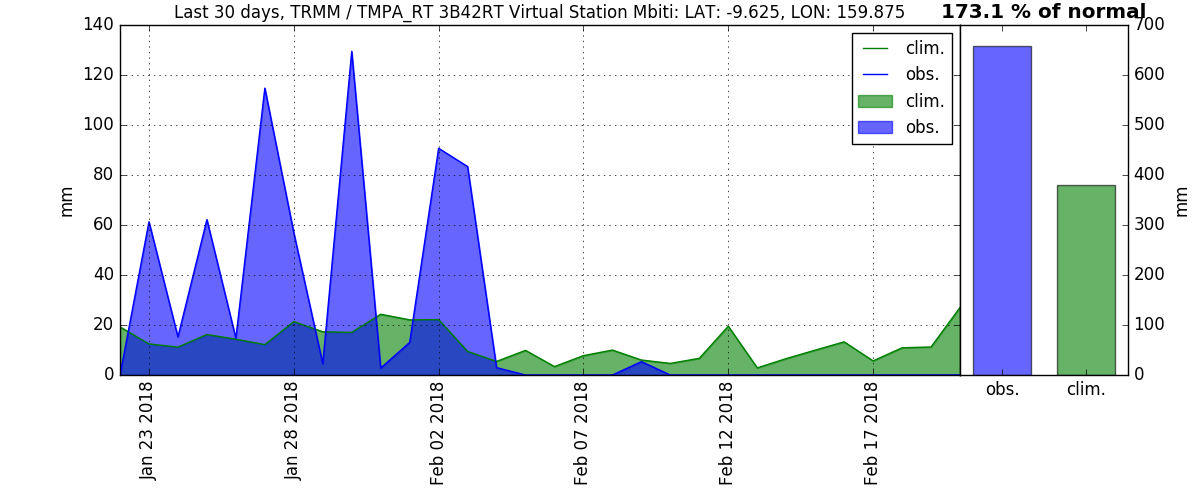 Last 30 days, TRMM / TMPA_RT 3B42RT Virtual Station Mbiti: LAT: -9.625, LON: 159.875
173.1 % of normal
140
120
100
80
60
40
20
0
mm
clim.
obs.
clim.
obs.
Jan 23 2018
Jan 28 2018
Feb 02 2018
Feb 07 2018
Feb 12 2018
Feb 17 2018
700
600
500
400
300
200
100
0
mm
obs.
clim.